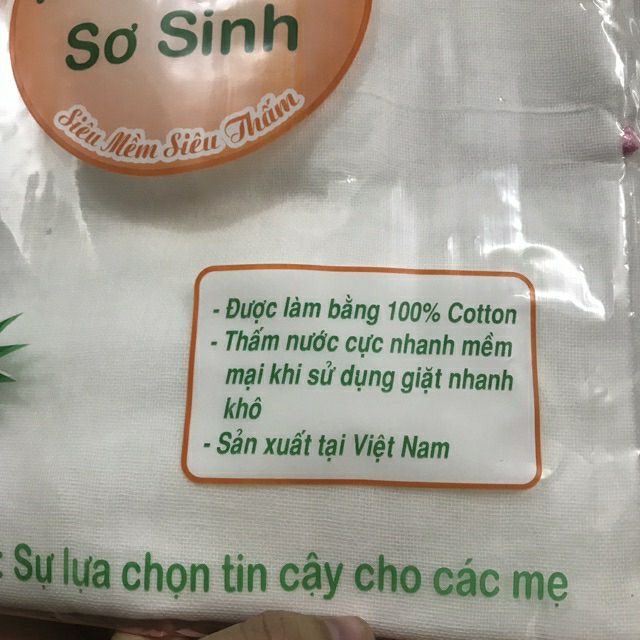 Sơ Sinh
Siêu Mềm Siêu Thấm
- Được làm bằng 100% Cotton
- Thấm nước cực nhanh mềm
mại khi sử dụng giặt nhanh
khô
- Sản xuất tại Việt Nam
: Sự lựa chọn tin cậy cho các mẹ